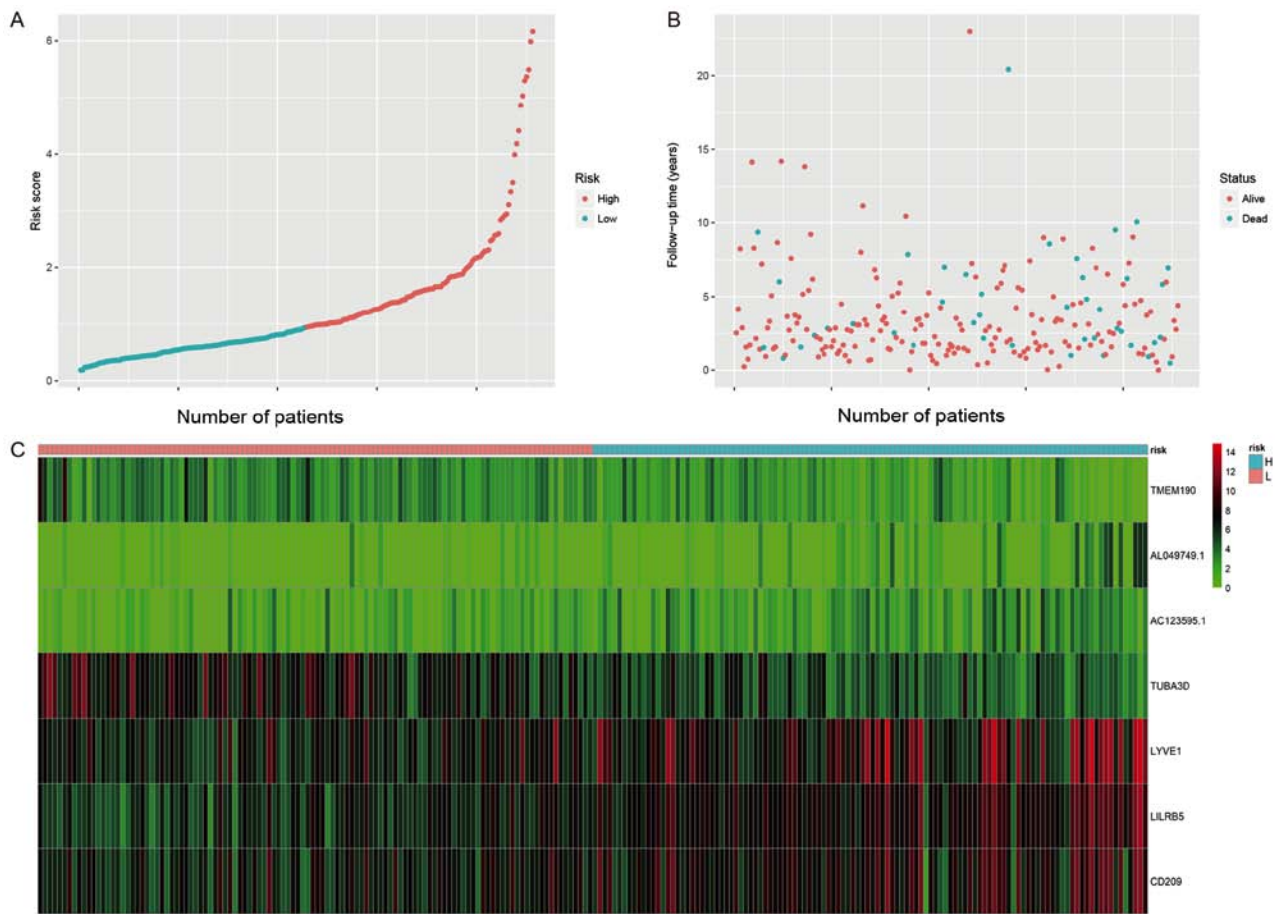 A
6
4
2
0
Risk score
Number of patients
Risk
High
Low
B
20
15
10
5
0
Follow-up time (years)
Number of patients
Status
Alive
Dead
C
risk
TMEM190
AL049749.1
AC123595.1
TUBA3D
LYVE1
LILRB5
CD209
14
12
10
8
6
4
2
0
risk
H
L